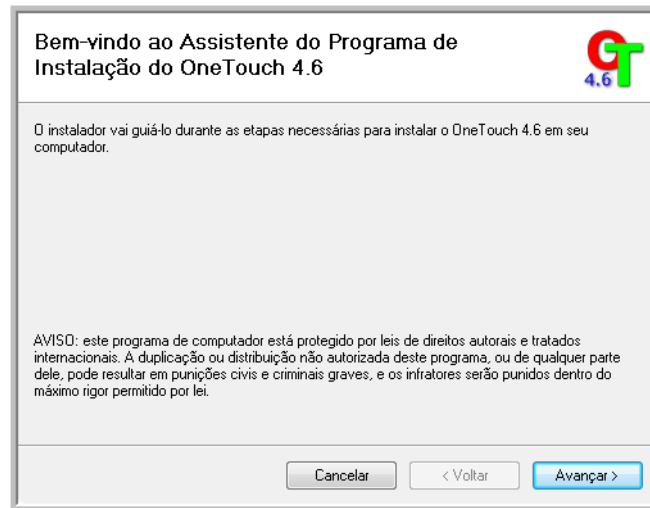 Bem-vindo ao Assistente do Programa de
Instalação do OneTouch 4.6
OT
4.6
O instalador vai guiá-lo durante as etapas necessárias para instalar o OneTouch 4.6 em seu
computador.
AVISO: este programa de computador está protegido por leis de direitos autorais e tratados
internacionais. A duplicação ou distribuição não autorizada deste programa, ou de qualquer parte
dele, pode resultar em punições civis e criminais graves, e os infratores serão punidos dentro do
máximo rigor permitido por lei.
Cancelar
< Voltar
Avançar >